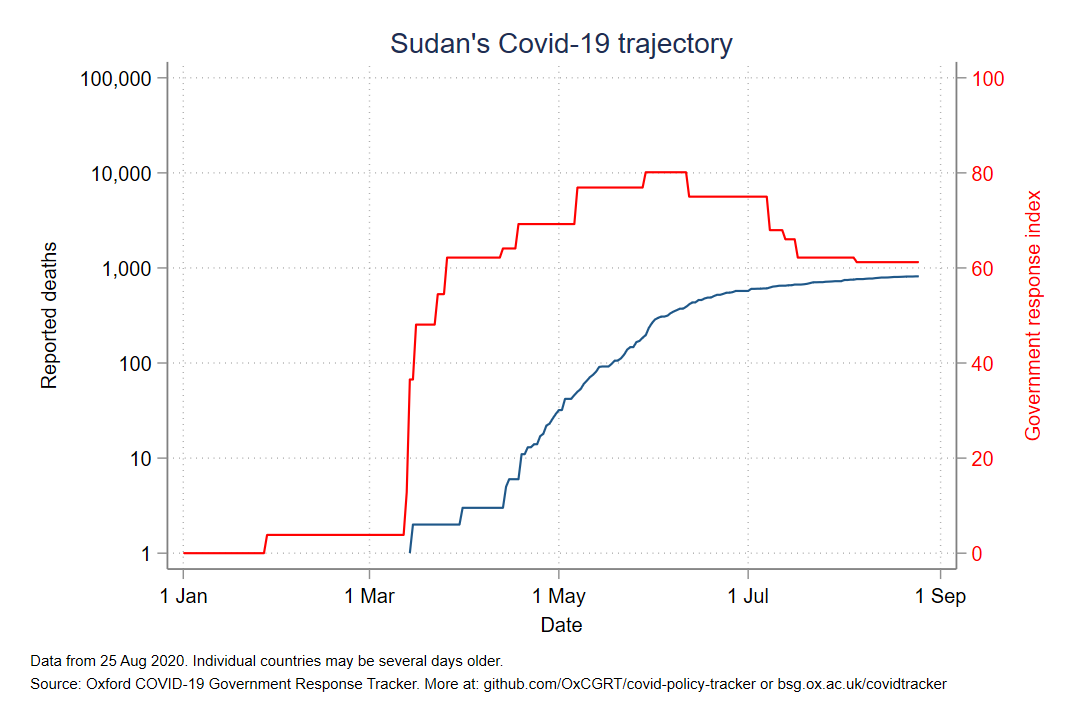 Sudan's Covid-19 trajectory
100,000
10,000
1,000
100
10
1
Reported deaths
100
80
60
40
20
0
Government response index
1 Jan
1 Mar
1 May
1 Jul
1 Sep
Date
Data from 25 Aug 2020. Individual countries may be several days older.
Source: Oxford COVID-19 Government Response Tracker. More at: github.com/OxCGRT/covid-policy-tracker or bsg.ox.ac.uk/covidtracker